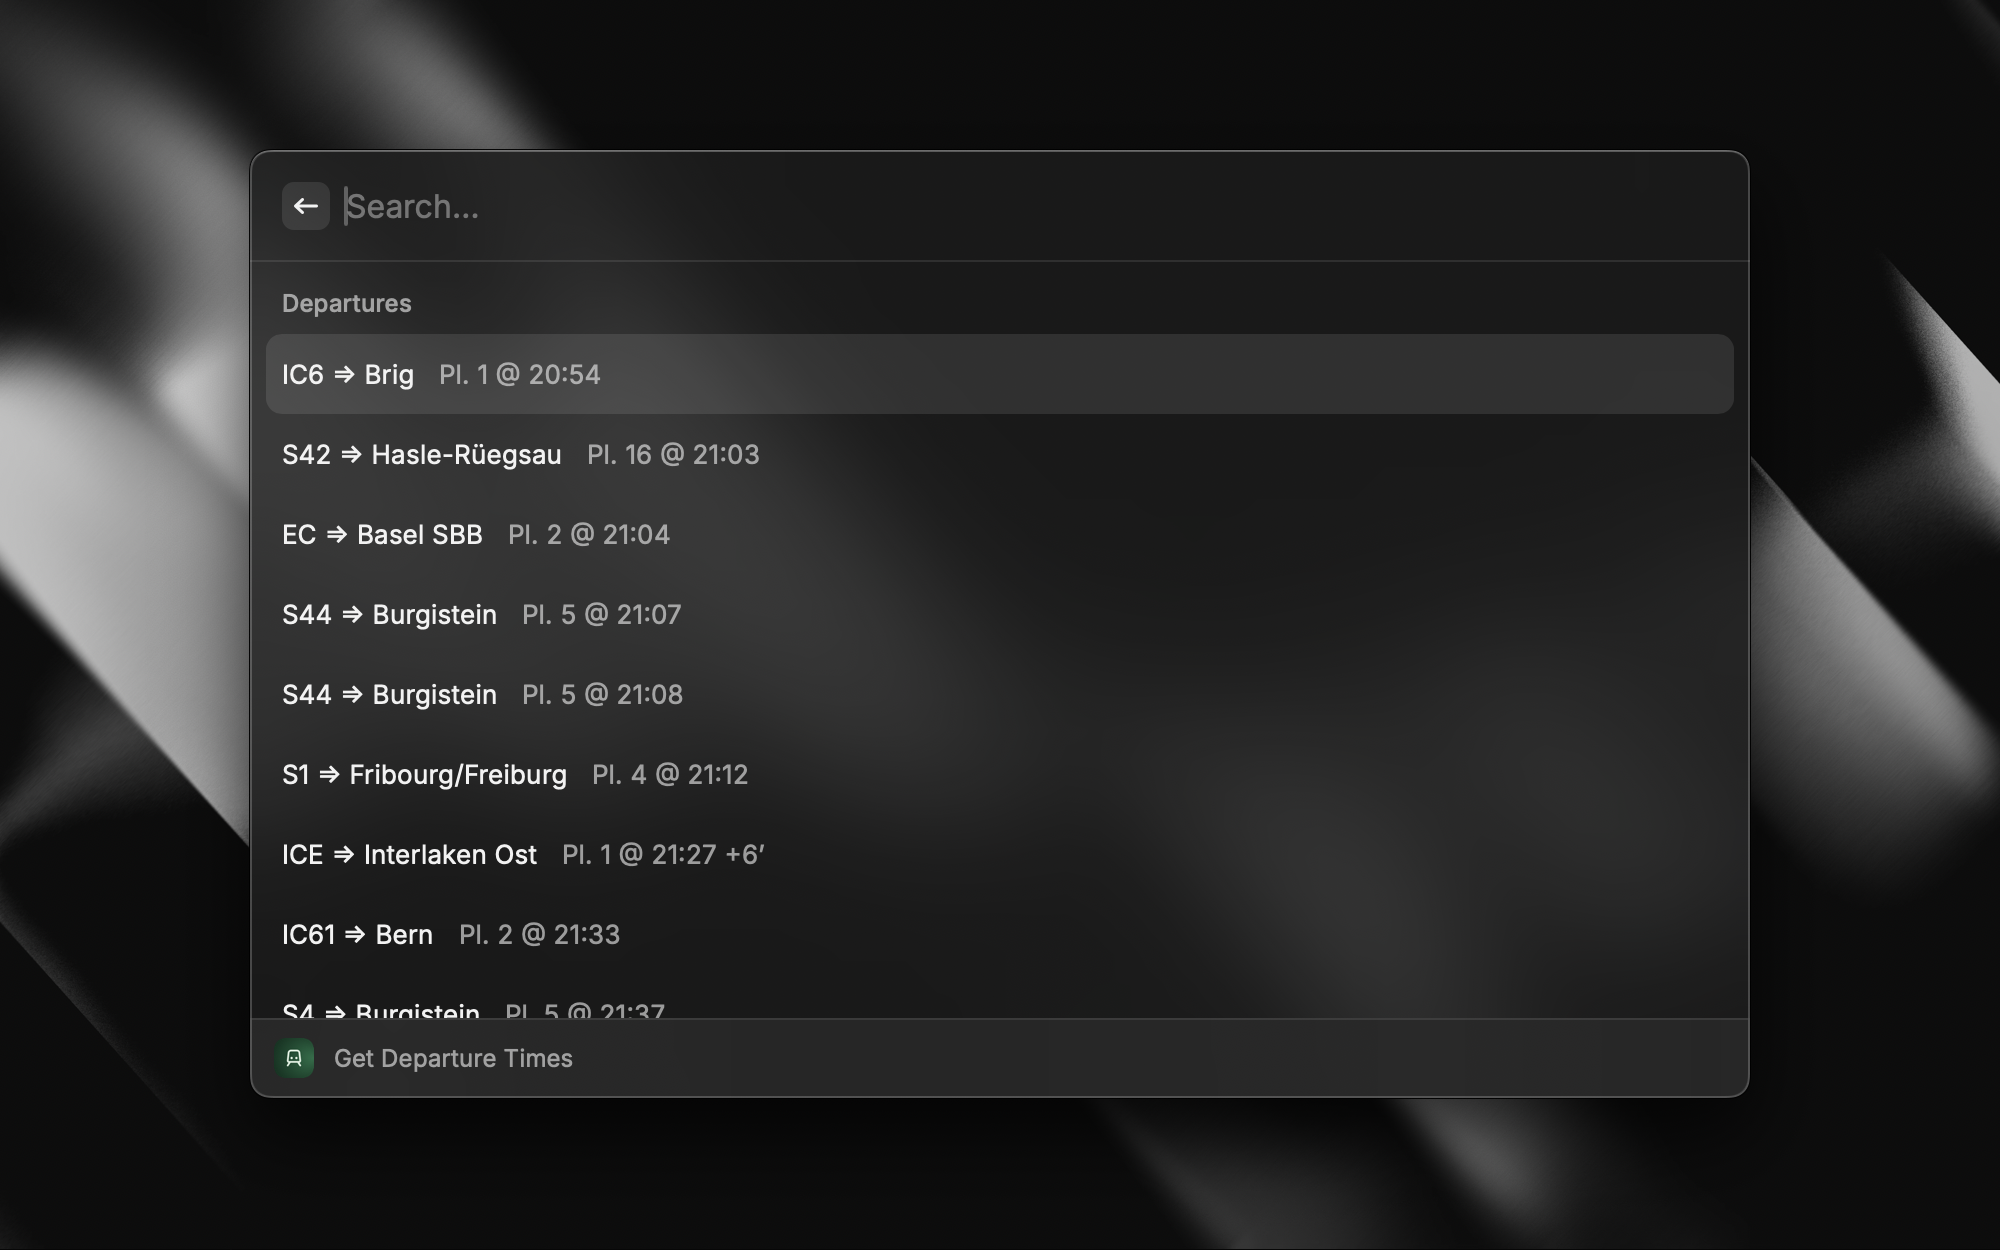 Search...
Departures
IC6 ⇒ Brig Pl. 1 @ 20:54
S42 ⇒ Hasle-Rüegsau Pl. 16 @ 21:03
EC ⇒ Basel SBB Pl. 2 @ 21:04
S44 ⇒ Burgistein Pl. 5 @ 21:07
S44 ⇒ Burgistein Pl. 5 @ 21:08
S1 ⇒ Fribourg/Freiburg Pl. 4 @ 21:12
ICE ⇒ Interlaken Ost Pl. 1 @ 21:27 +6’
IC61 ⇒ Bern Pl. 2 @ 21:33
S4 ⇒ Burgistein Pl. 5 @ 21:37
Get Departure Times